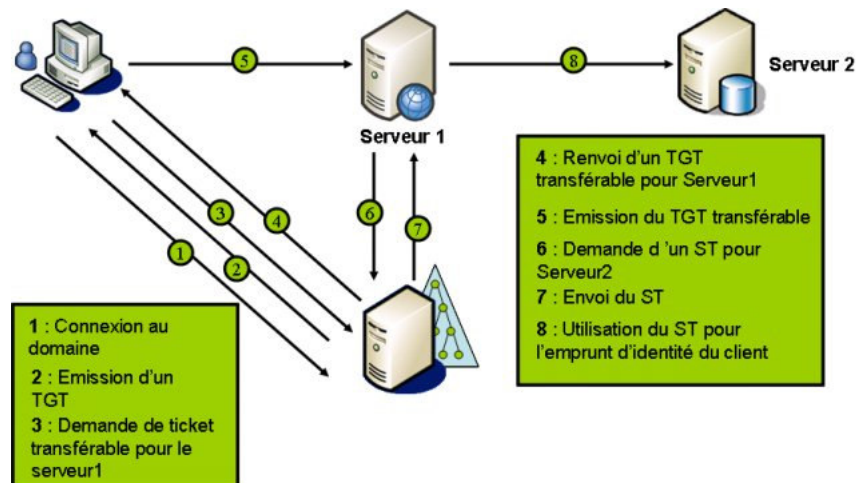 5
8
Serveur 2
Serveur 1
4
3
1
2
6
7
4 : Renvoi d'un TGT
transférable pour Serveur1
5 : Emission du TGT transférable
6 : Demande d 'un ST pour
Serveur2
7 : Envoi du ST
8 : Utilisation du ST pour
l'emprunt d'identité du client
1 : Connexion au
domaine
2 : Emission d'un
TGT
3 : Demande de ticket
transférable pour le
serveur1